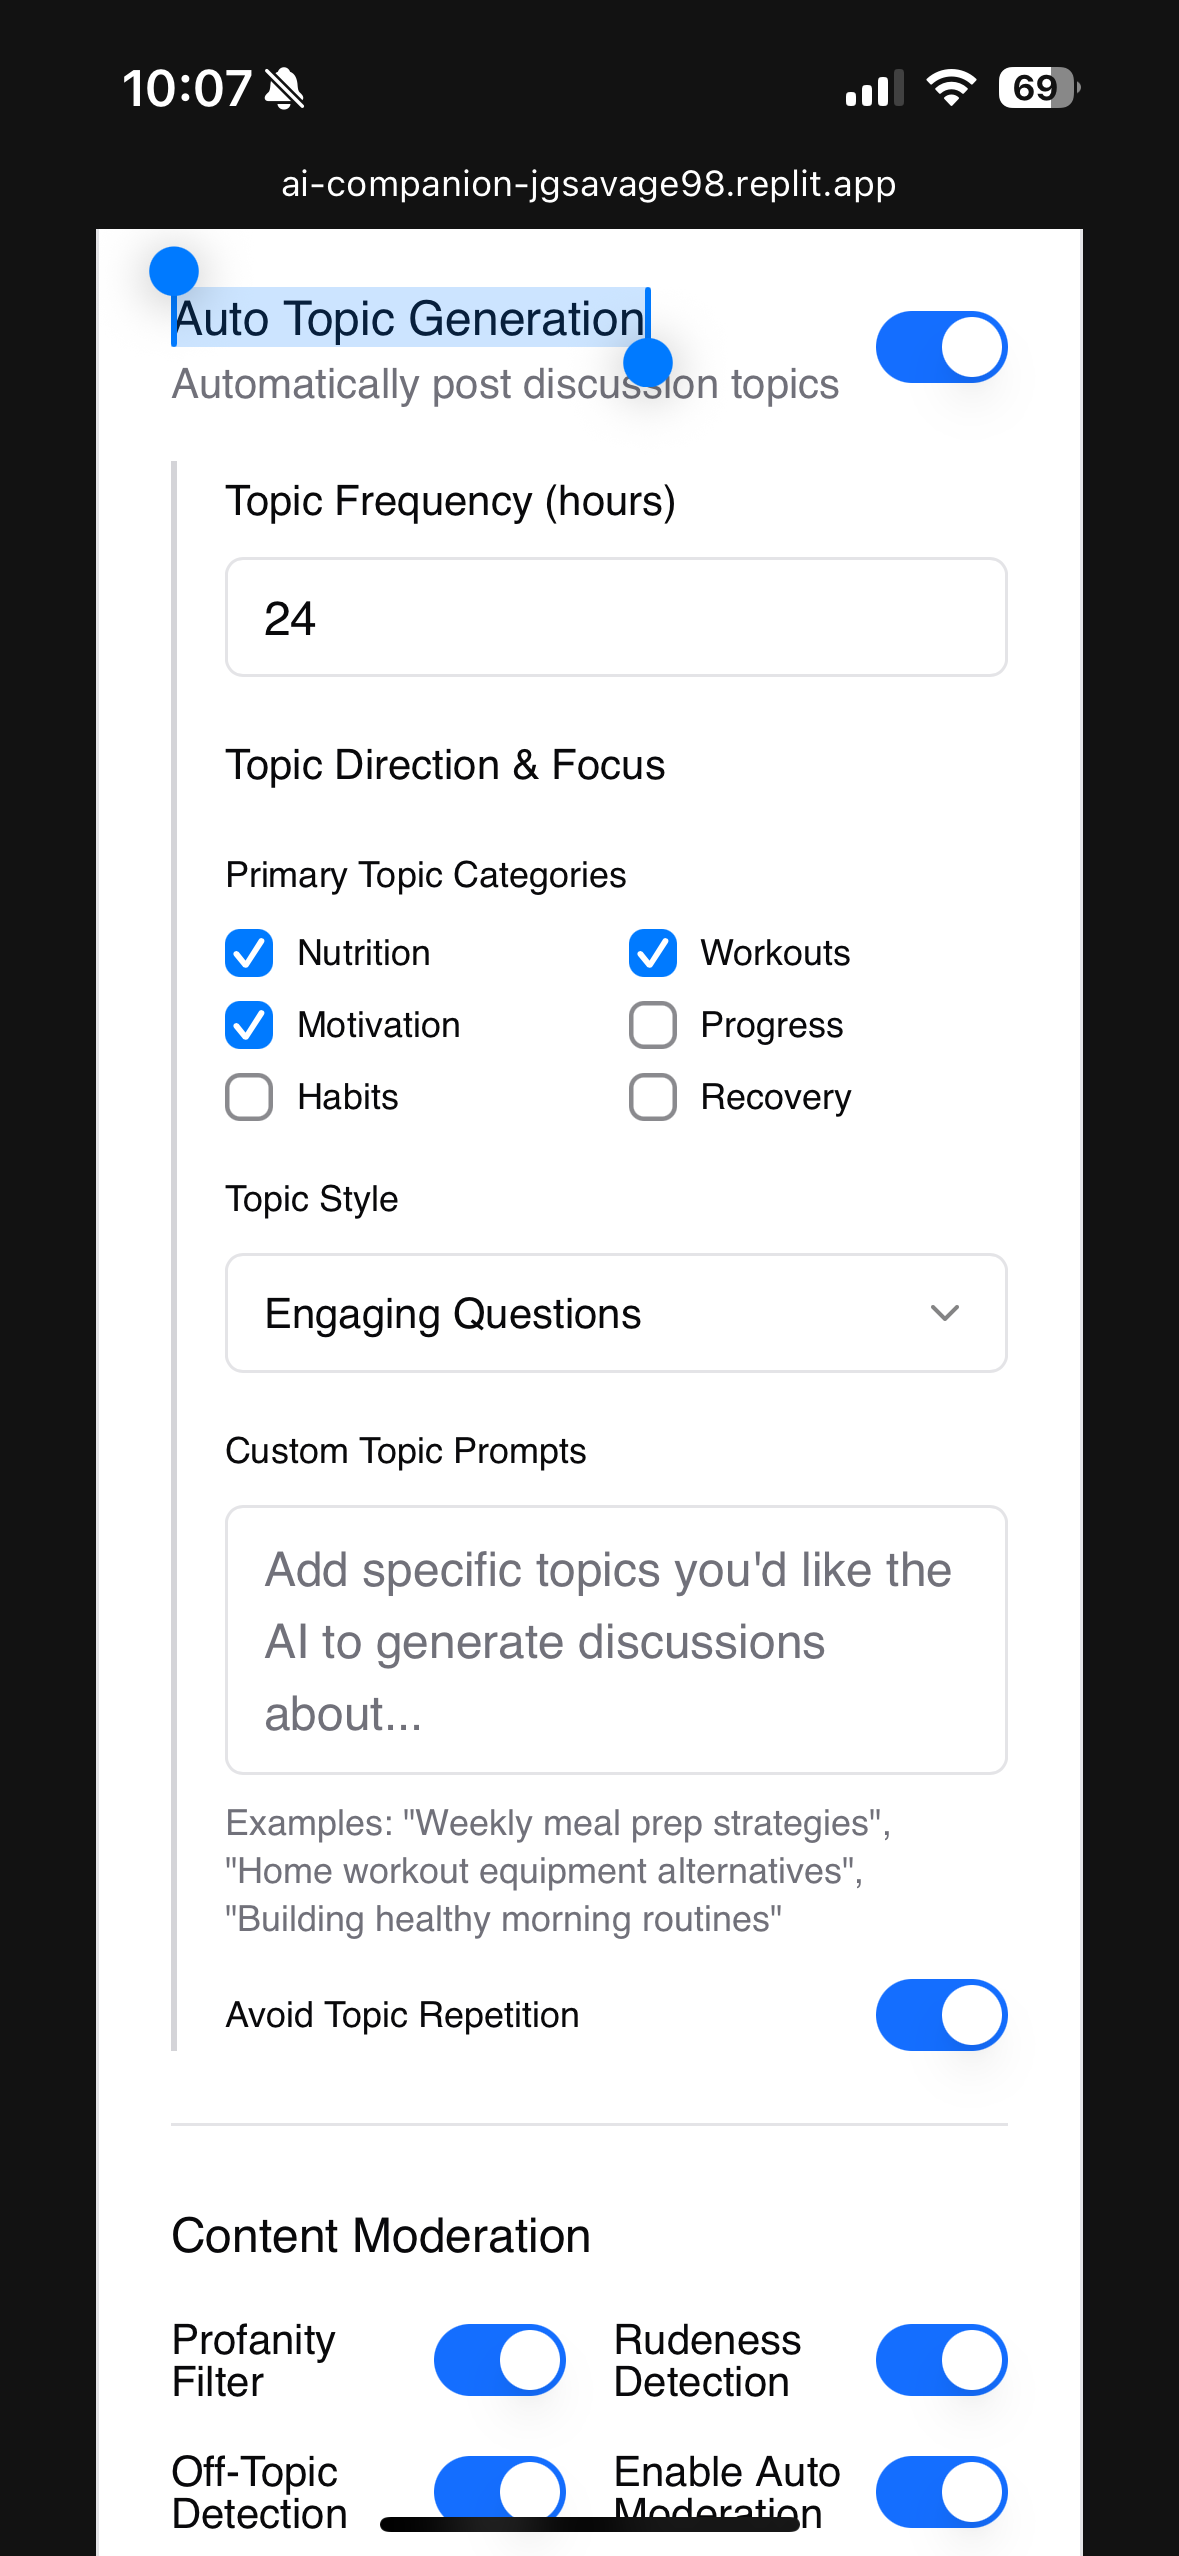 10:07
69
ai-companion-jgsavage98.replit.app
Auto Topic Generation
Automatically post discussion topics
Topic Frequency (hours)
24
Topic Direction & Focus
Primary Topic Categories
Nutrition
Workouts
Motivation
Progress
Habits
Recovery
Topic Style
Engaging Questions
Custom Topic Prompts
Add specific topics you'd like the
AI to generate discussions
about...
Examples: "Weekly meal prep strategies",
"Home workout equipment alternatives",
"Building healthy morning routines"
Avoid Topic Repetition
Content Moderation
Profanity
Filter
Rudeness
Detection
Off-Topic
Detection
Enable Auto
Moderation